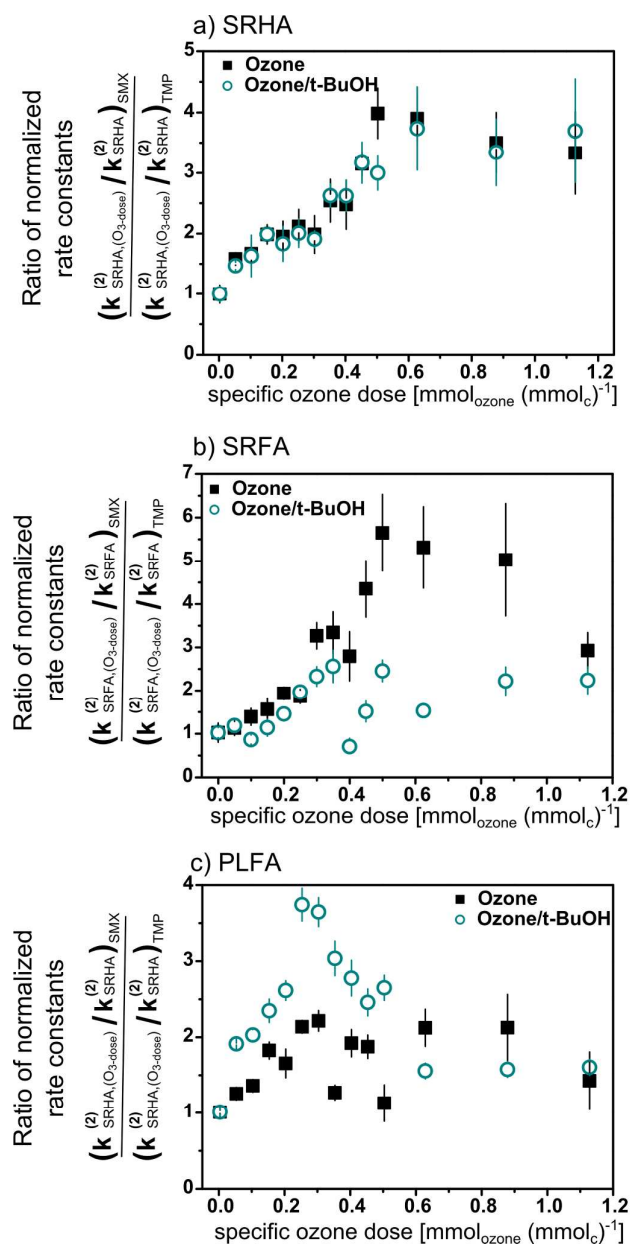 a) SRHA
Ozone
Ozone/t-BuOH
Ratio of normalized
rate constants
(k(2)SRHA,(O3-dose) /k(2)SRHA)SMX
(k(2)SRHA,(O3-dose) /k(2)SRHA)TMP
5
4
3
2
1
0.0 0.2 0.4 0.6 0.8 1.0 1.2
specific ozone dose [mmolozone (mmolc)-1]
b) SRFA
Ozone
Ozone/t-BuOH
Ratio of normalized
rate constants
(k(2)SRFA,(O3-dose) /k(2)SRFA)SMX
(k(2)SRFA,(O3-dose) /k(2)SRFA)TMP
7
6
5
4
3
2
1
0
0.0 0.2 0.4 0.6 0.8 1.0 1.2
specific ozone dose [mmolozone (mmolc)-1]
c) PLFA
Ozone
Ozone/t-BuOH
Ratio of normalized
rate constants
(k(2)SRHA,(O3-dose) /k(2)SRHA)SMX
(k(2)SRHA,(O3-dose) /k(2)SRHA)TMP
4
3
2
1
0
0.0 0.2 0.4 0.6 0.8 1.0 1.2
specific ozone dose [mmolozone (mmolc)-1]